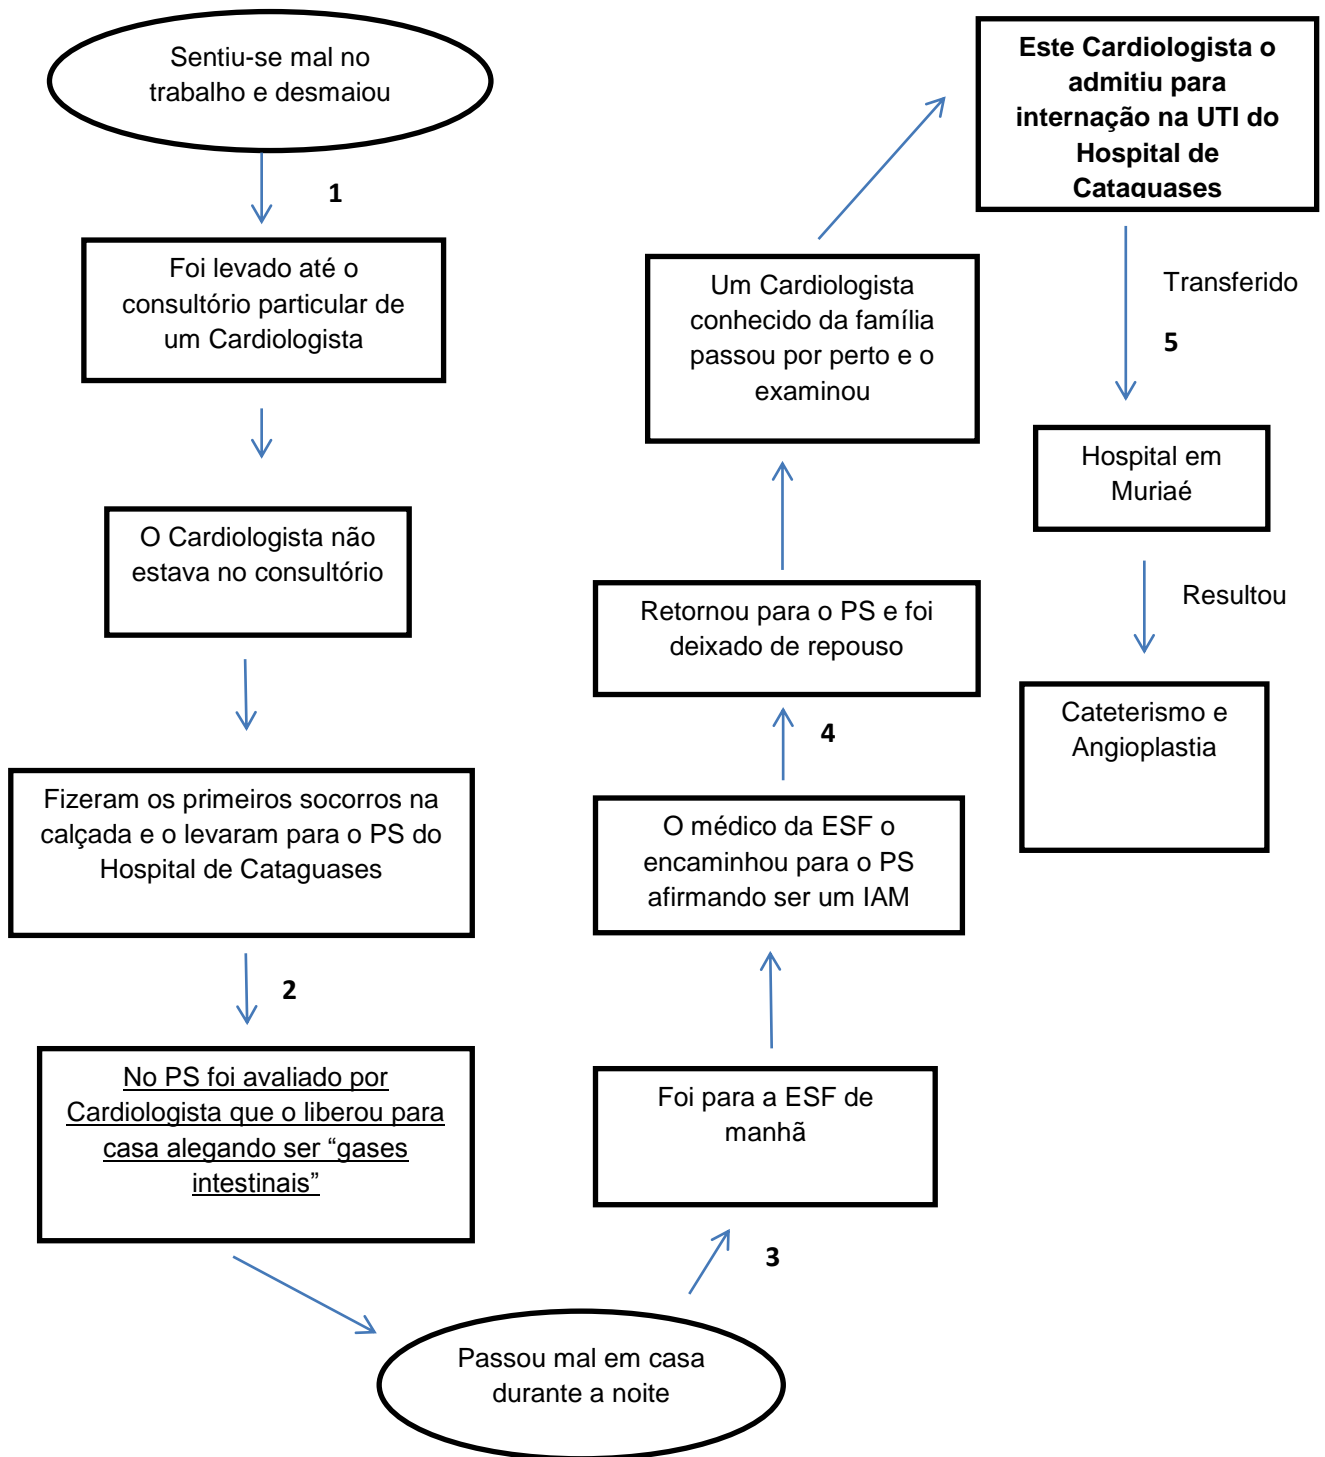 Sentiu-se mal no
trabalho e desmaiou
1
Foi levado até o
consultório particular de
um Cardiologista
O Cardiologista não
estava no consultório
Fizeram os primeiros socorros na
calçada e o levaram para o PS do
Hospital de Cataguases
2
No PS foi avaliado por
Cardiologista que o liberou para
casa alegando ser “gases
intestinais”
Passou mal em casa
durante a noite
3
Foi para a ESF de
manhã
O médico da ESF o
encaminhou para o PS
afirmando ser um IAM
4
Retornou para o PS e foi
deixado de repouso
Um Cardiologista
conhecido da família
passou por perto e o
examinou
Este Cardiologista o
admitiu para
internação na UTI do
Hospital de
Cataguases
Transferido
5
Hospital em
Muriaé
Resultou
Cateterismo e
Angioplastia